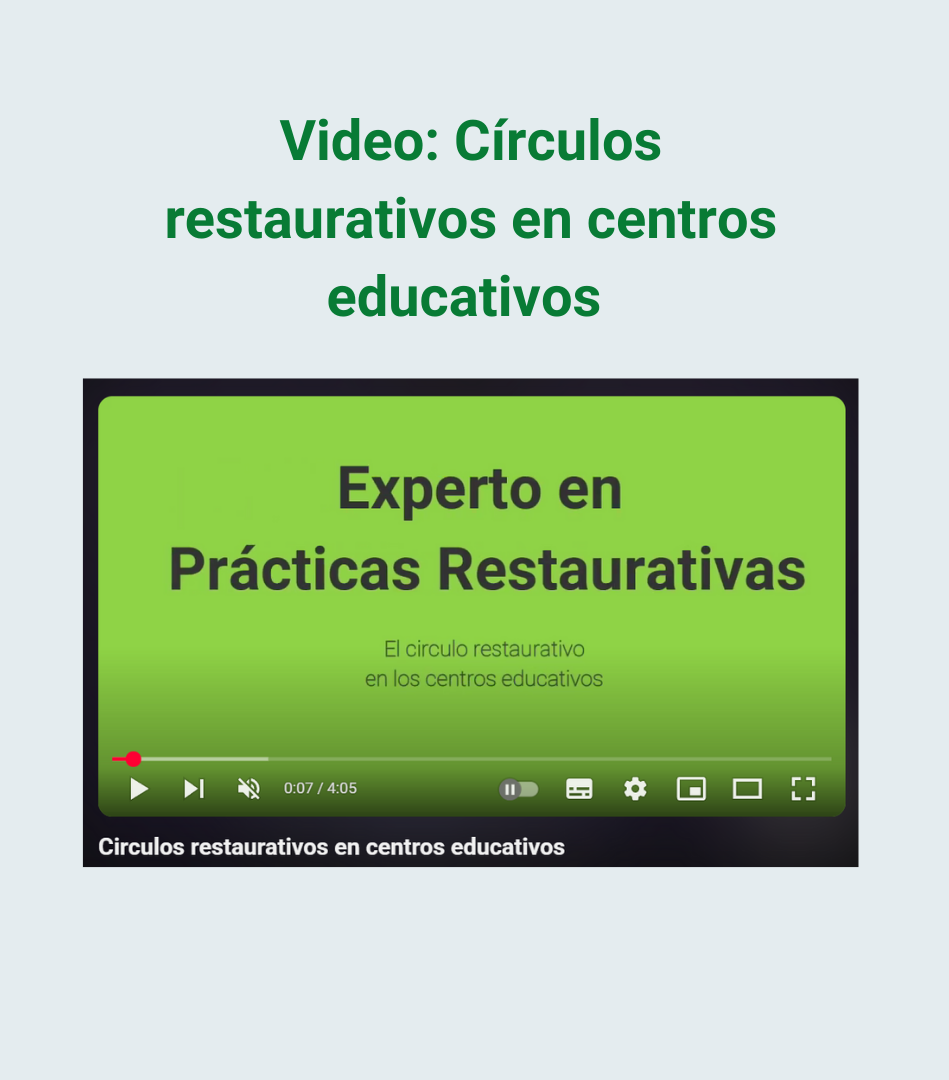 Video: Círculos
restaurativos en centros
educativos
Experto en
Prácticas Restaurativas
El circulo restaurativo
en los centros educativos
0:07 / 4:05
Circulos restaurativos en centros educativos